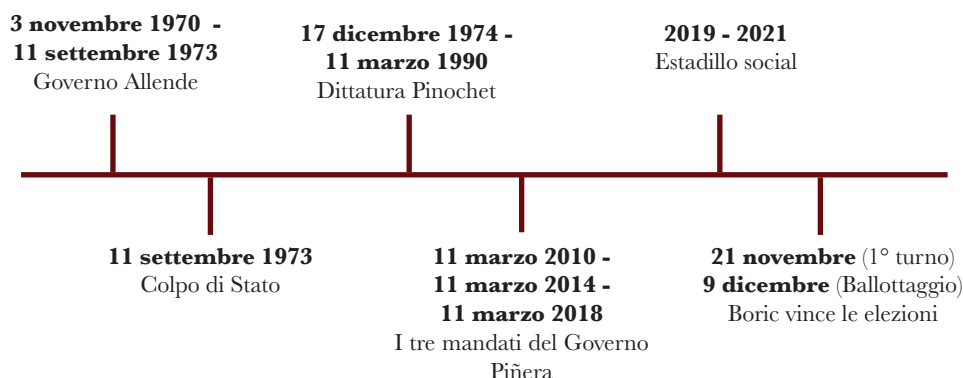 3 novembre 1970 -
11 settembre 1973
Governo Allende
17 dicembre 1974 -
11 marzo 1990
Dittatura Pinochet
2019 - 2021
Estadillo social
11 settembre 1973
Colpo di Stato
11 marzo 2010 -
11 marzo 2014 -
11 marzo 2018
I tre mandati del Governo
Piñera
21 novembre (1° turno)
9 dicembre (Ballottaggio)
Boric vince le elezioni